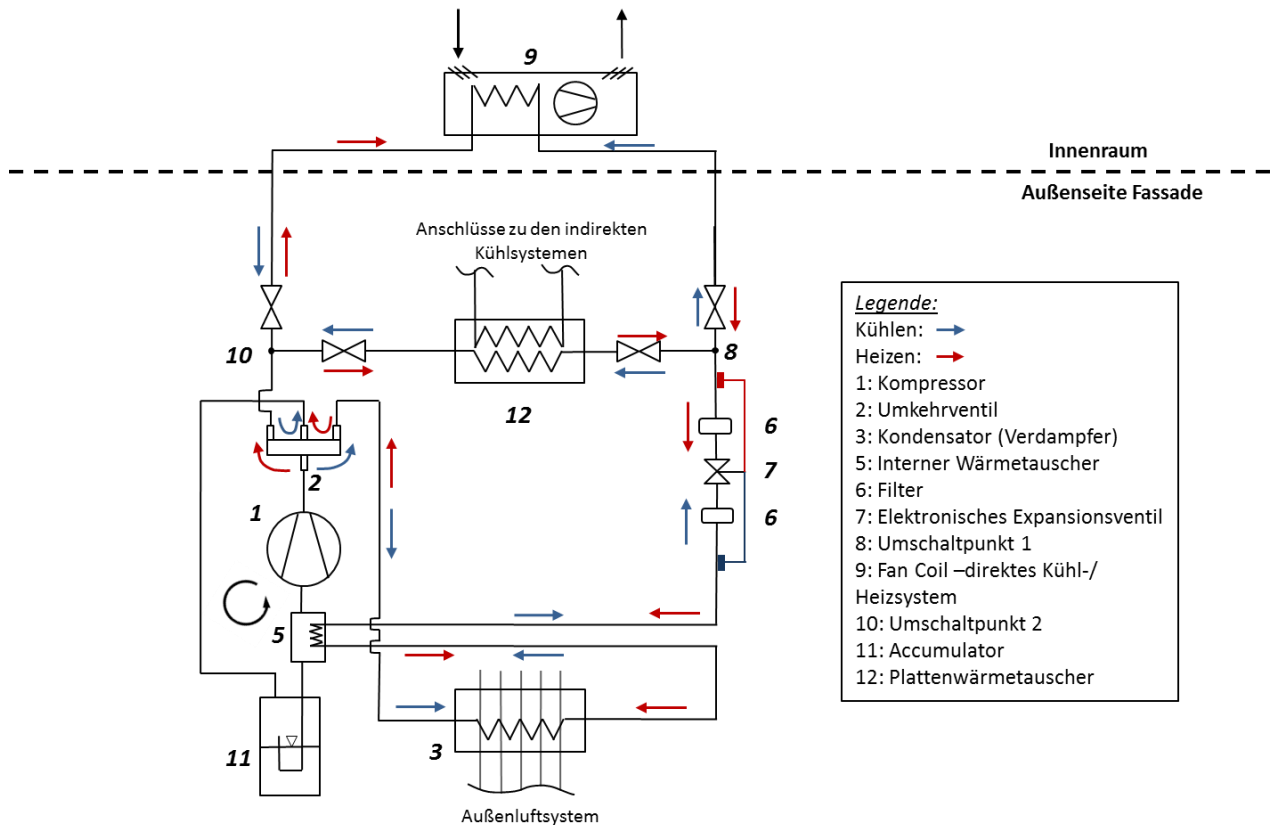 9
Innenraum
Außenseite Fassade
Anschlüsse zu den indirekten
Kühlsystemen
10
8
12
6
2
7
1
6
5
3
11
Außenluftsystem
Legende:
Kühlen:
Heizen:
1: Kompressor
2: Umkehrventil
3: Kondensator (Verdampfer)
5: Interner Wärmetauscher
6: Filter
7: Elektronisches Expansionsventil
8: Umschaltpunkt 1
9: Fan Coil –direktes Kühl-/
Heizsystem
10: Umschaltpunkt 2
11: Accumulator
12: Plattenwärmetauscher